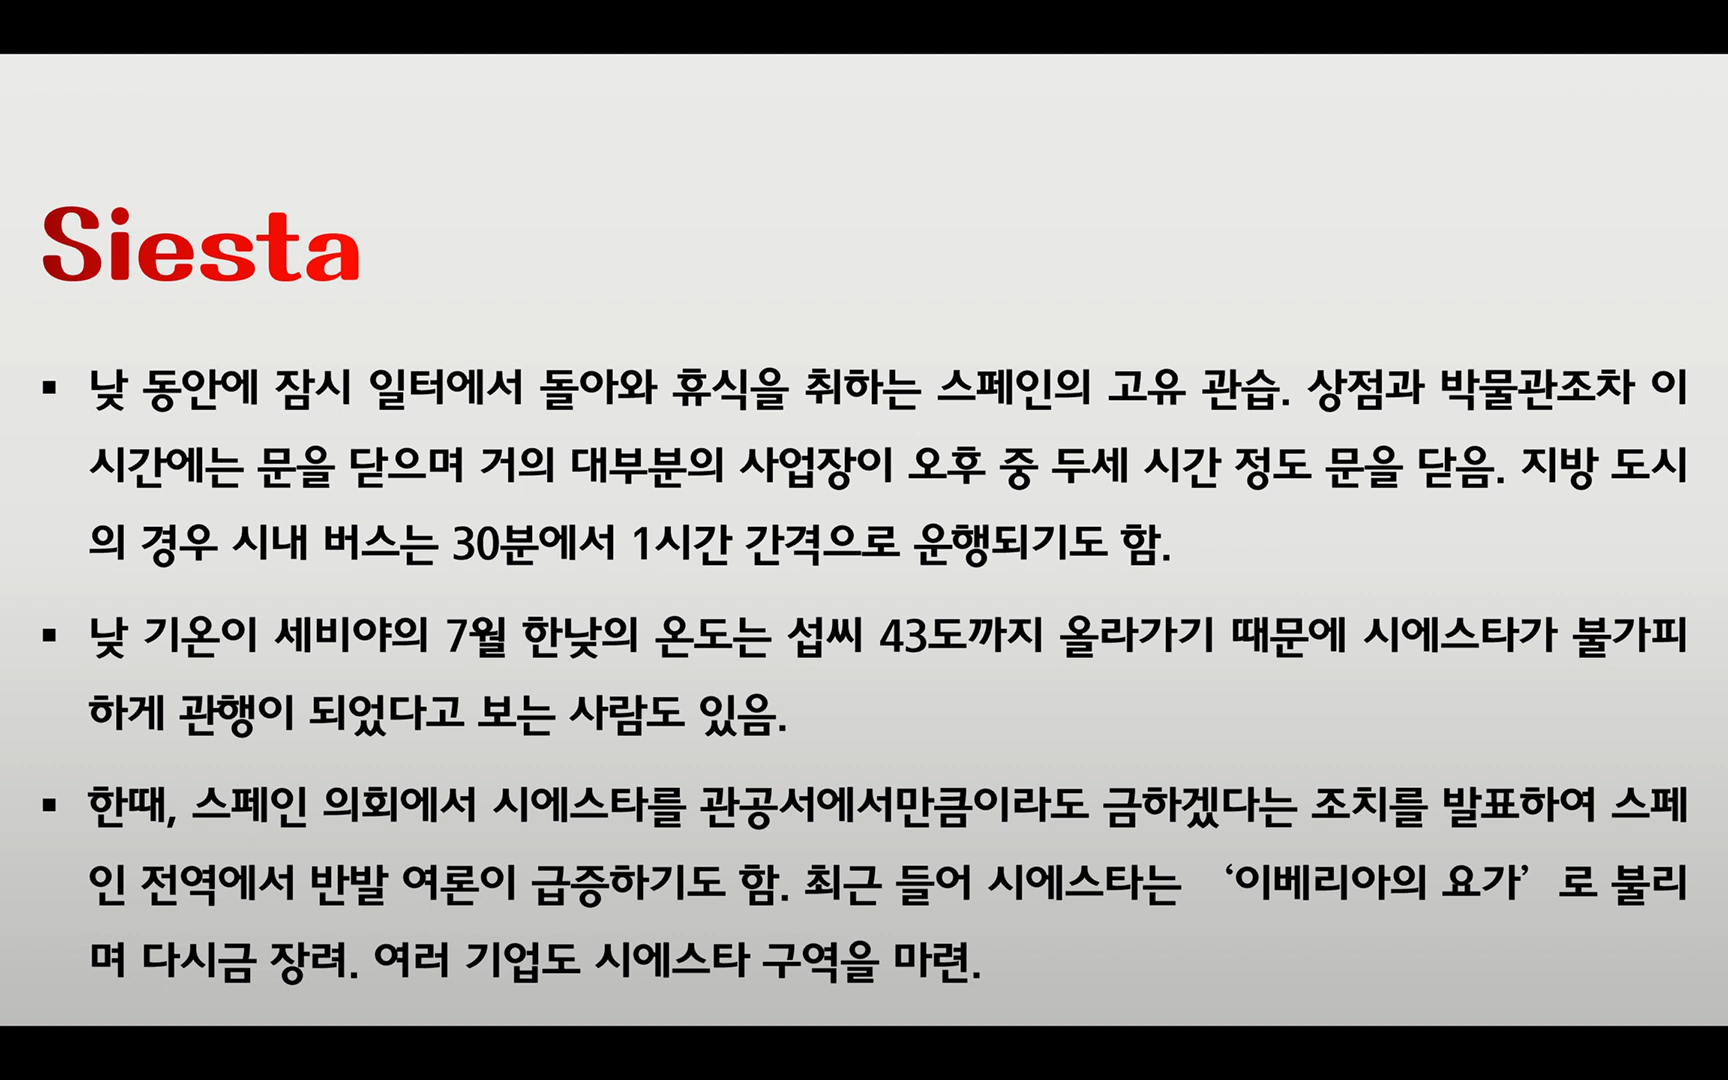 Siesta
▪ 낮 동안에 잠시 일터에서 돌아와 휴식을 취하는 스페인의 고유 관습. 상점과 박물관조차 이
시간에는 문을 닫으며 거의 대부분의 사업장이 오후 중 두세 시간 정도 문을 닫음. 지방 도시
의 경우 시내 버스는 30분에서 1시간 간격으로 운행되기도 함.
▪ 낮 기온이 세비야의 7월 한낮의 온도는 섭씨 43도까지 올라가기 때문에 시에스타가 불가피
하게 관행이 되었다고 보는 사람도 있음.
▪ 한때, 스페인 의회에서 시에스타를 관공서에서만큼이라도 금하겠다는 조치를 발표하여 스페
인 전역에서 반발 여론이 급증하기도 함. 최근 들어 시에스타는 ‘이베리아의 요가’ 로 불리
며 다시금 장려. 여러 기업도 시에스타 구역을 마련.